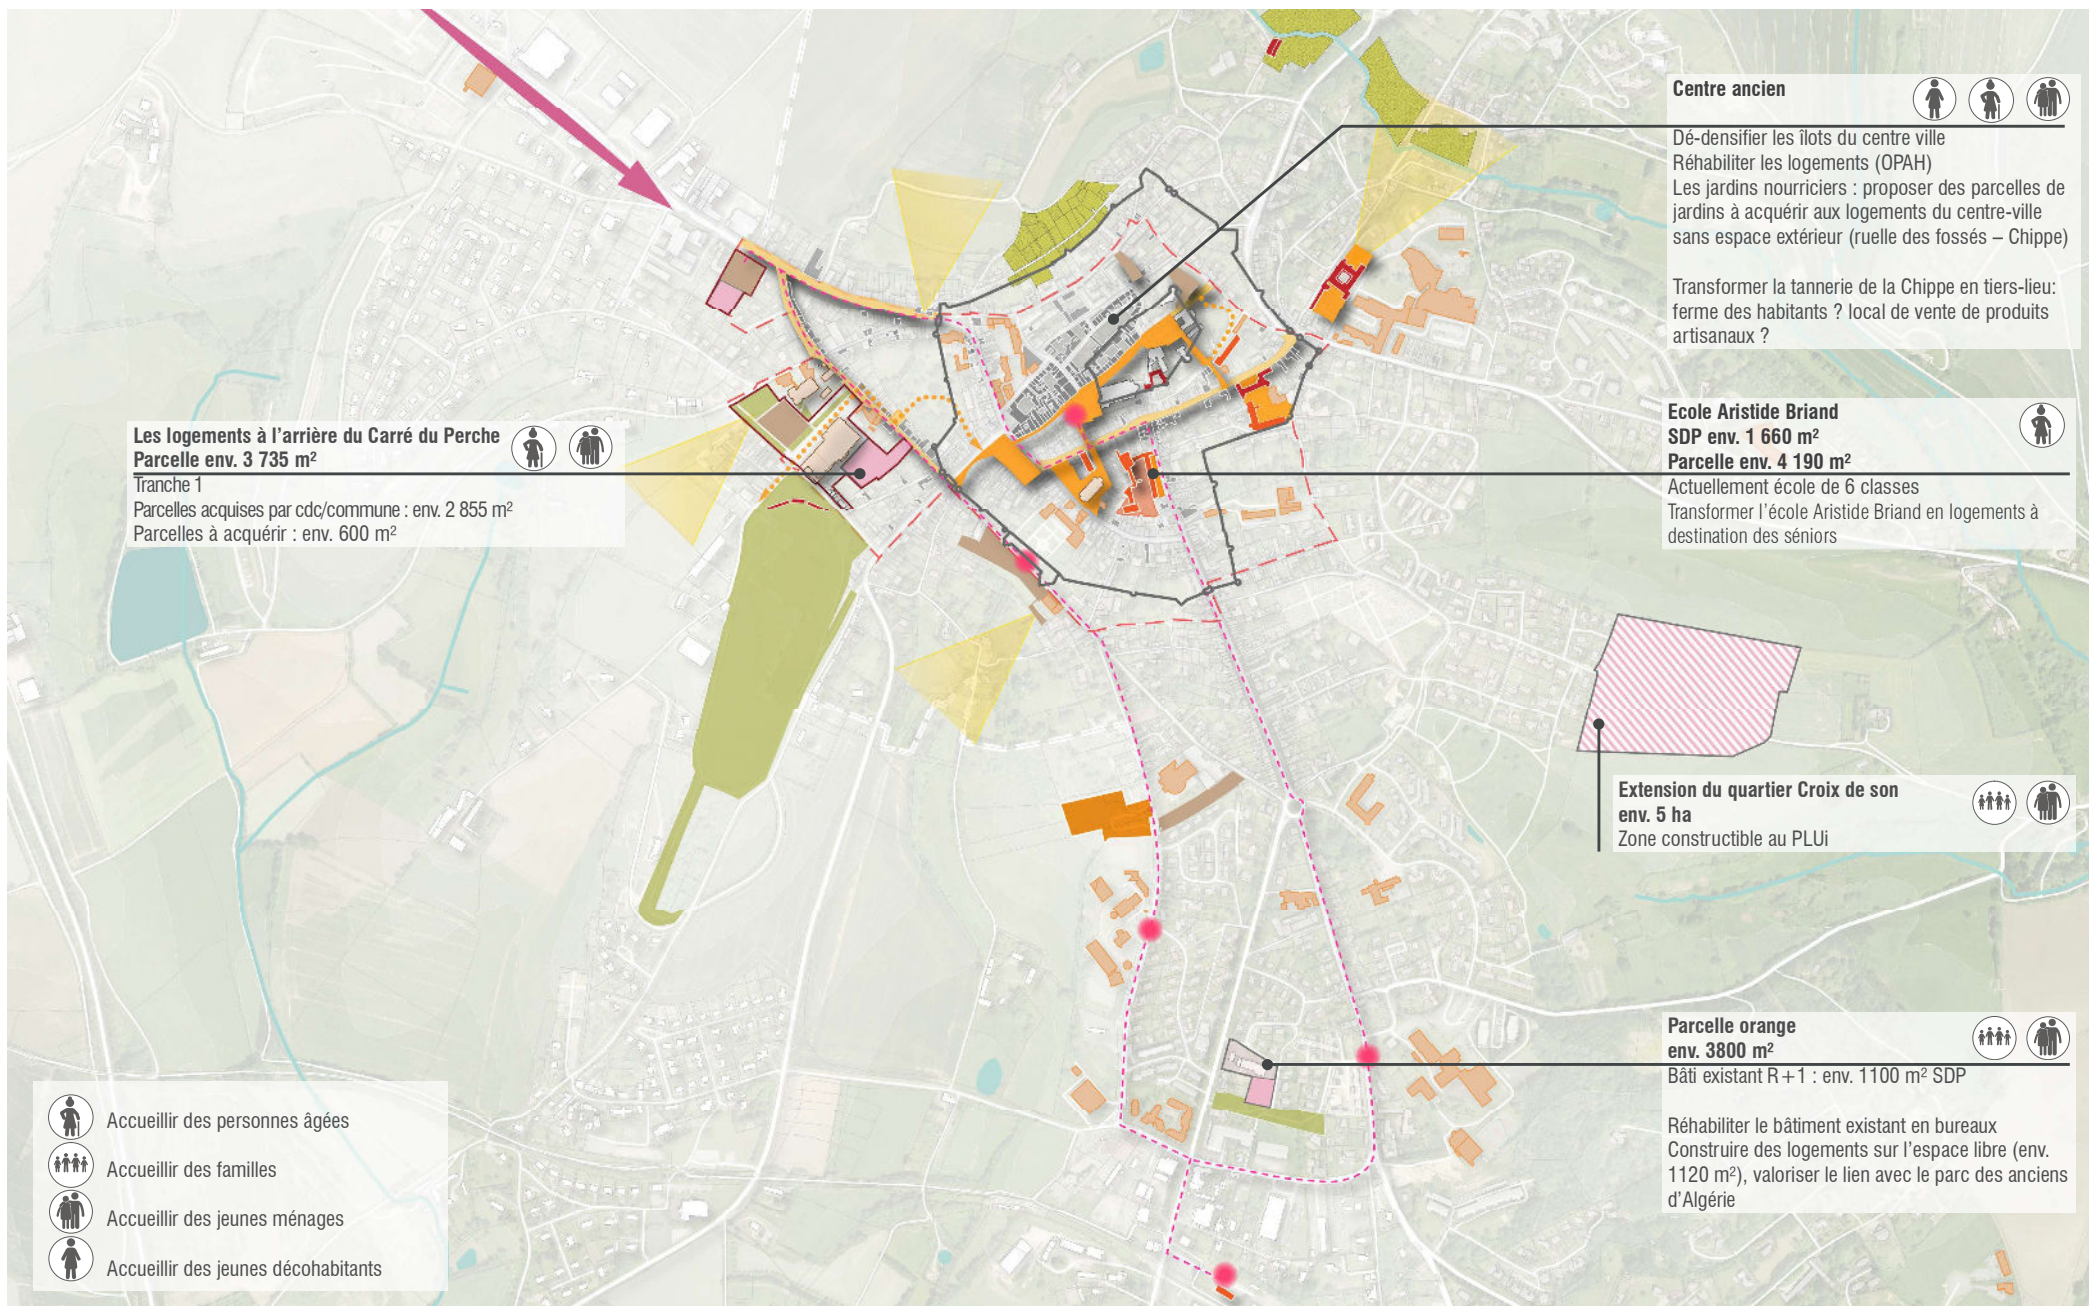 Centre ancien
Dé-densifier les îlots du centre ville
Réhabiliter les logements (OPAH)
Les jardins nourriciers : proposer des parcelles de
jardins à acquérir aux logements du centre-ville
sans espace extérieur (ruelle des fossés – Chippe)
Transformer la tannerie de la Chippe en tiers-lieu:
ferme des habitants ? local de vente de produits
artisanaux ?
Ecole Aristide Briand
SDP env. 1 660 m²
Parcelle env. 4 190 m²
Actuellement école de 6 classes
Transformer l'école Aristide Briand en logements à
destination des séniors
Les logements à l'arrière du Carré du Perche
Parcelle env. 3 735 m²
Tranche 1
Parcelles acquises par cdc/commune : env. 2 855 m²
Parcelles à acquérir : env. 600 m²
Extension du quartier Croix de son
env. 5 ha
Zone constructible au PLUi
Parcelle orange
env. 3800 m²
Bâti existant R+1 : env. 1100 m² SDP
Réhabiliter le bâtiment existant en bureaux
Construire des logements sur l'espace libre (env.
1120 m²), valoriser le lien avec le parc des anciens
d'Algérie
Accueillir des personnes âgées
Accueillir des familles
Accueillir des jeunes ménages
Accueillir des jeunes décohabitants